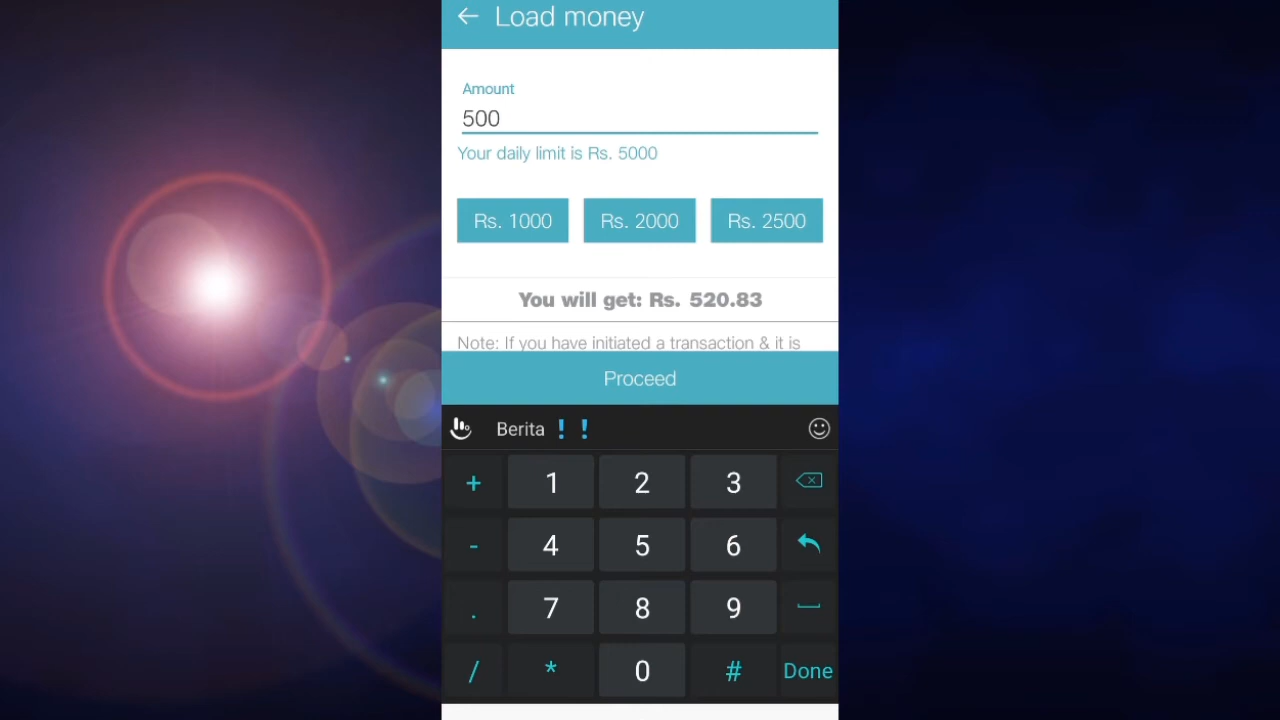 Load money
Amount
500
Your daily limit is Rs. 5000
Rs. 1000 Rs. 2000 Rs. 2500
You will get: Rs. 520.83
Note: If you have initiated a transaction & it is
Proceed
Berita ❗❗
+ 1 2 3
- 4 5 6
. 7 8 9
/ * 0 # Done